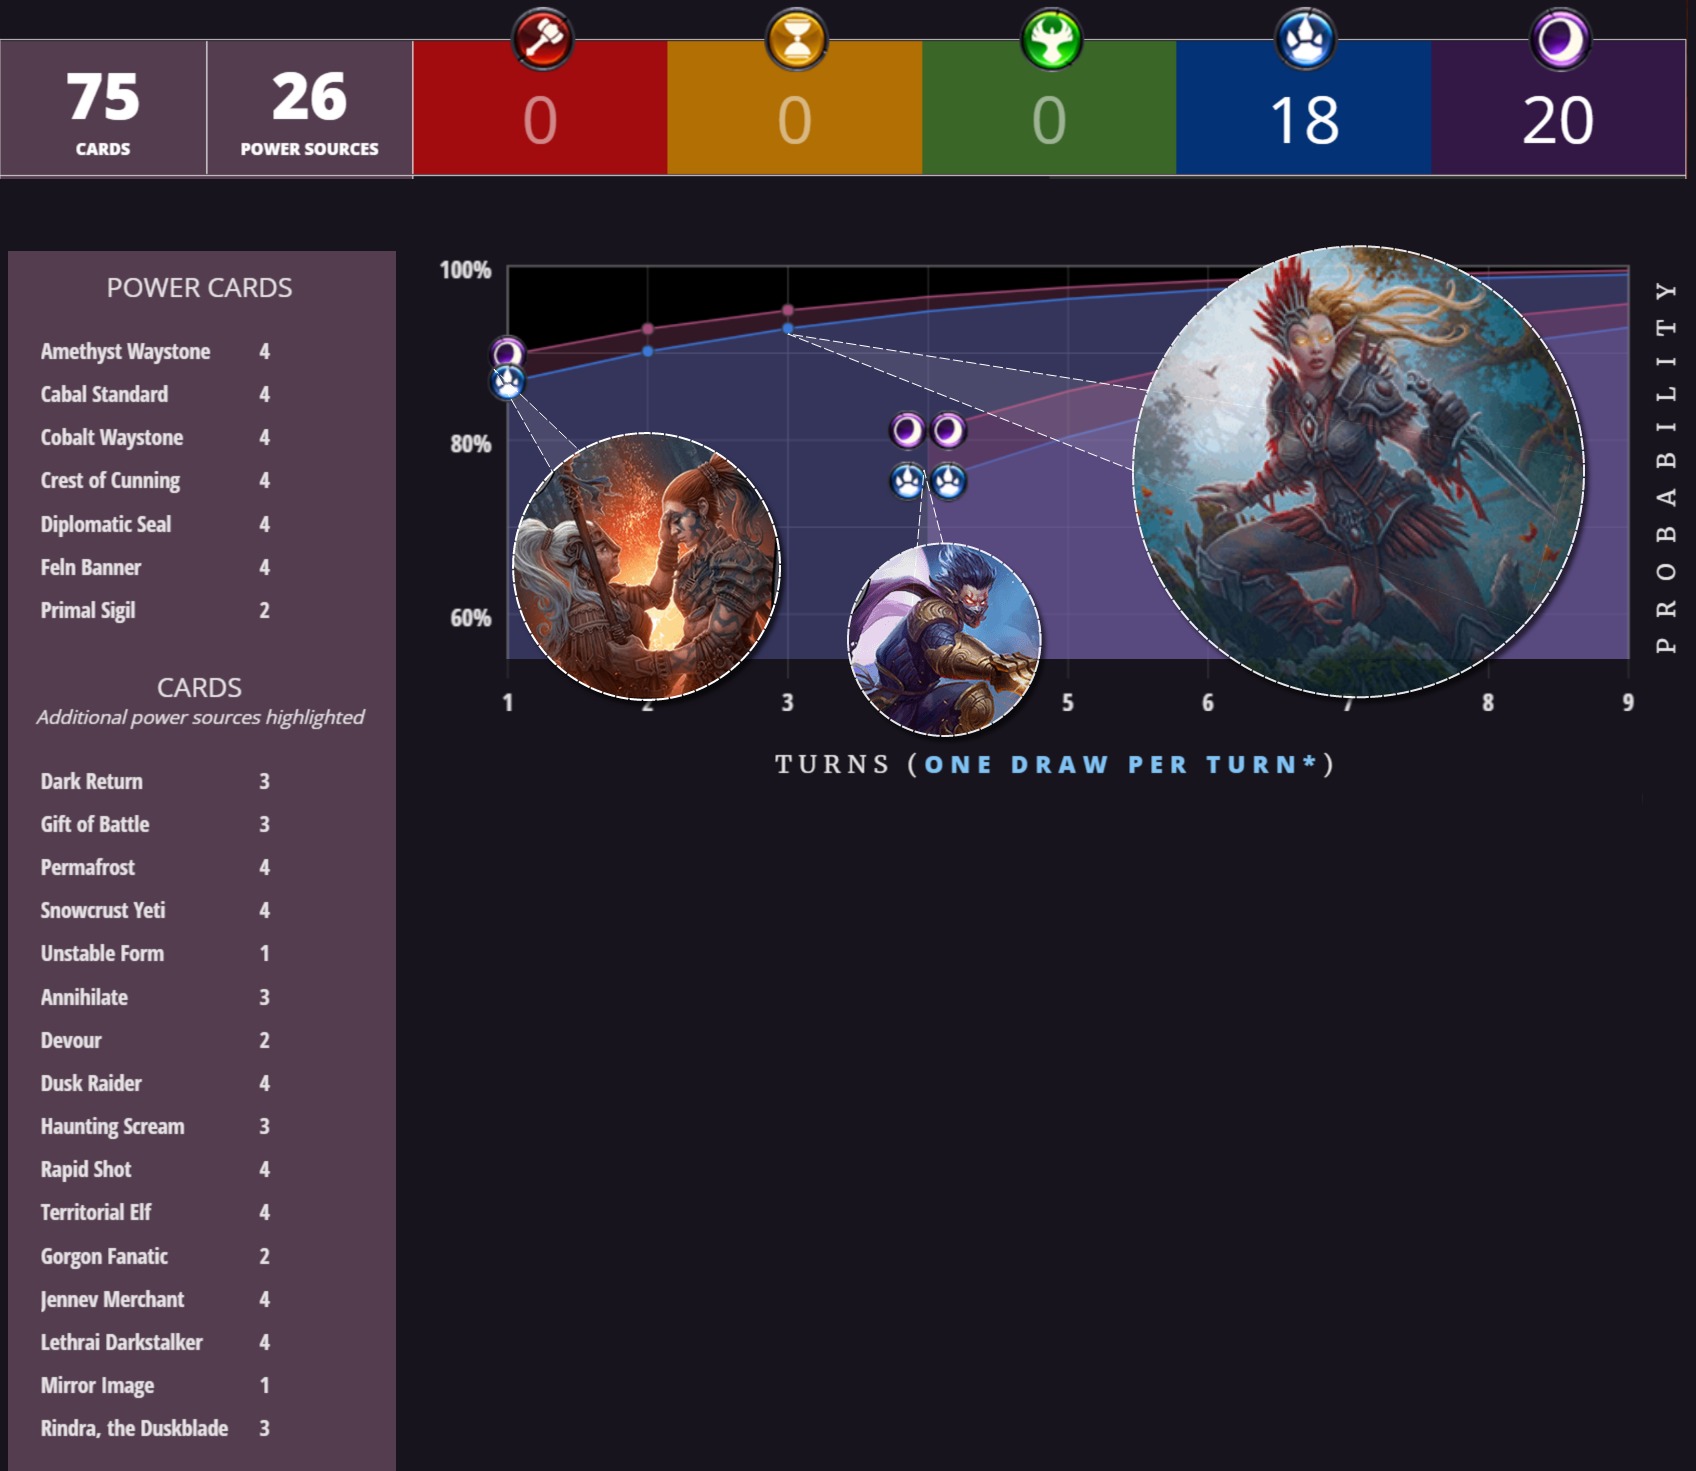 75
CARDS
26
POWER SOURCES
0
0
0
18
20
POWER CARDS
Amethyst Waystone 4
Cabal Standard 4
Cobalt Waystone 4
Crest of Cunning 4
Diplomatic Seal 4
Feln Banner 4
Primal Sigil 2
CARDS
Additional power sources highlighted
Dark Return 3
Gift of Battle 3
Permafrost 4
Snowcrust Yeti 4
Unstable Form 1
Annihilate 3
Devour 2
Dusk Raider 4
Haunting Scream 3
Rapid Shot 4
Territorial Elf 4
Gorgon Fanatic 2
Jennev Merchant 4
Lethrai Darkstalker 4
Mirror Image 1
Rindra, the Duskblade 3
100%
80%
60%
1 2 3 5 6 7 8 9
TURNS (ONE DRAW PER TURN*)
PROBABILITY